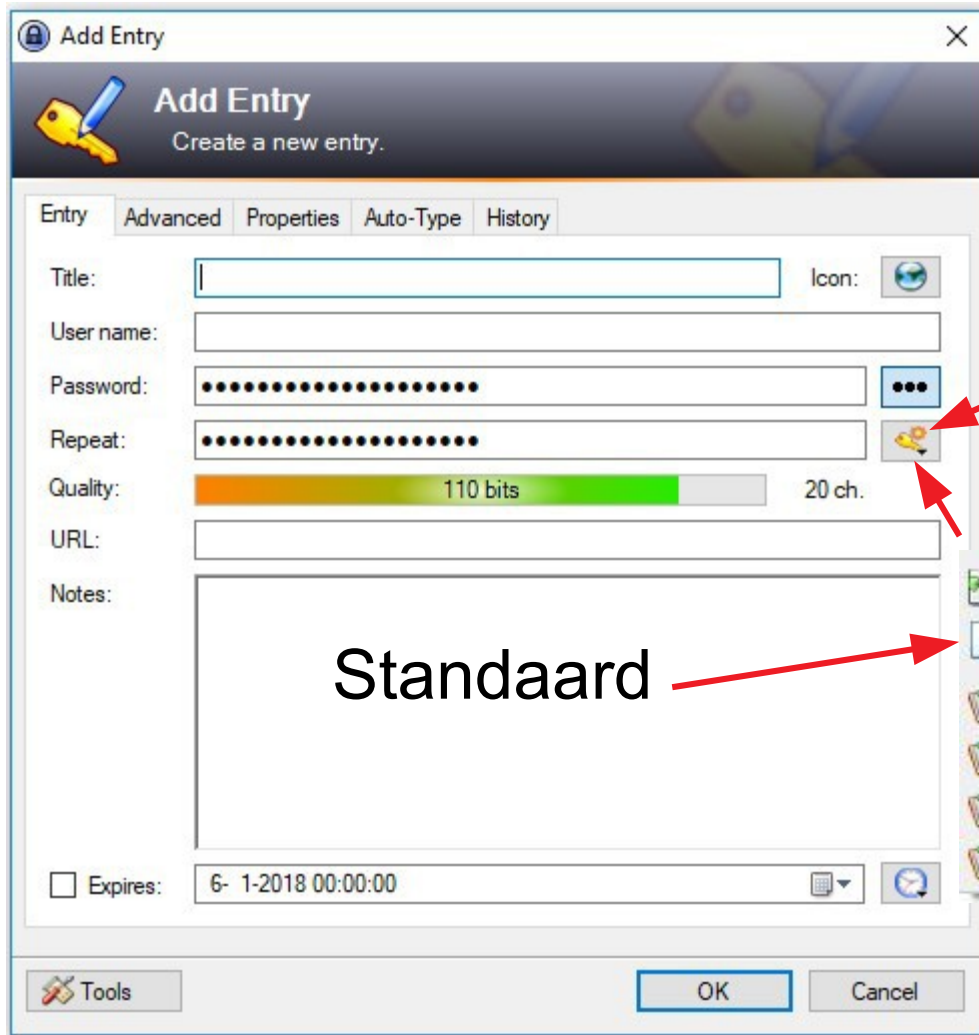 Add Entry
Add Entry
Create a new entry.
Entry Advanced Properties Auto-Type History
Title: Icon:
User name:
Password: ●●●●●●●●●●●●●●●●●●●● ●●●
Repeat: ●●●●●●●●●●●●●●●●●●●●
Quality: 110 bits 20 ch.
URL:
Notes:
Standaard
Expires: 6- 1-2018 00:00:00
Tools OK Cancel